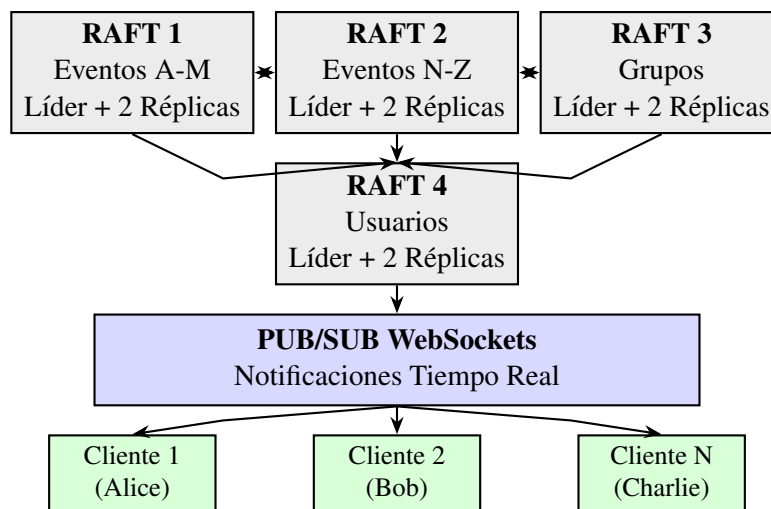 RAFT 1
Eventos A-M
Líder + 2 Réplicas
RAFT 2
Eventos N-Z
Líder + 2 Réplicas
RAFT 3
Grupos
Líder + 2 Réplicas
RAFT 4
Usuarios
Líder + 2 Réplicas
PUB/SUB WebSockets
Notificaciones Tiempo Real
Cliente 1
(Alice)
Cliente 2
(Bob)
Cliente N
(Charlie)